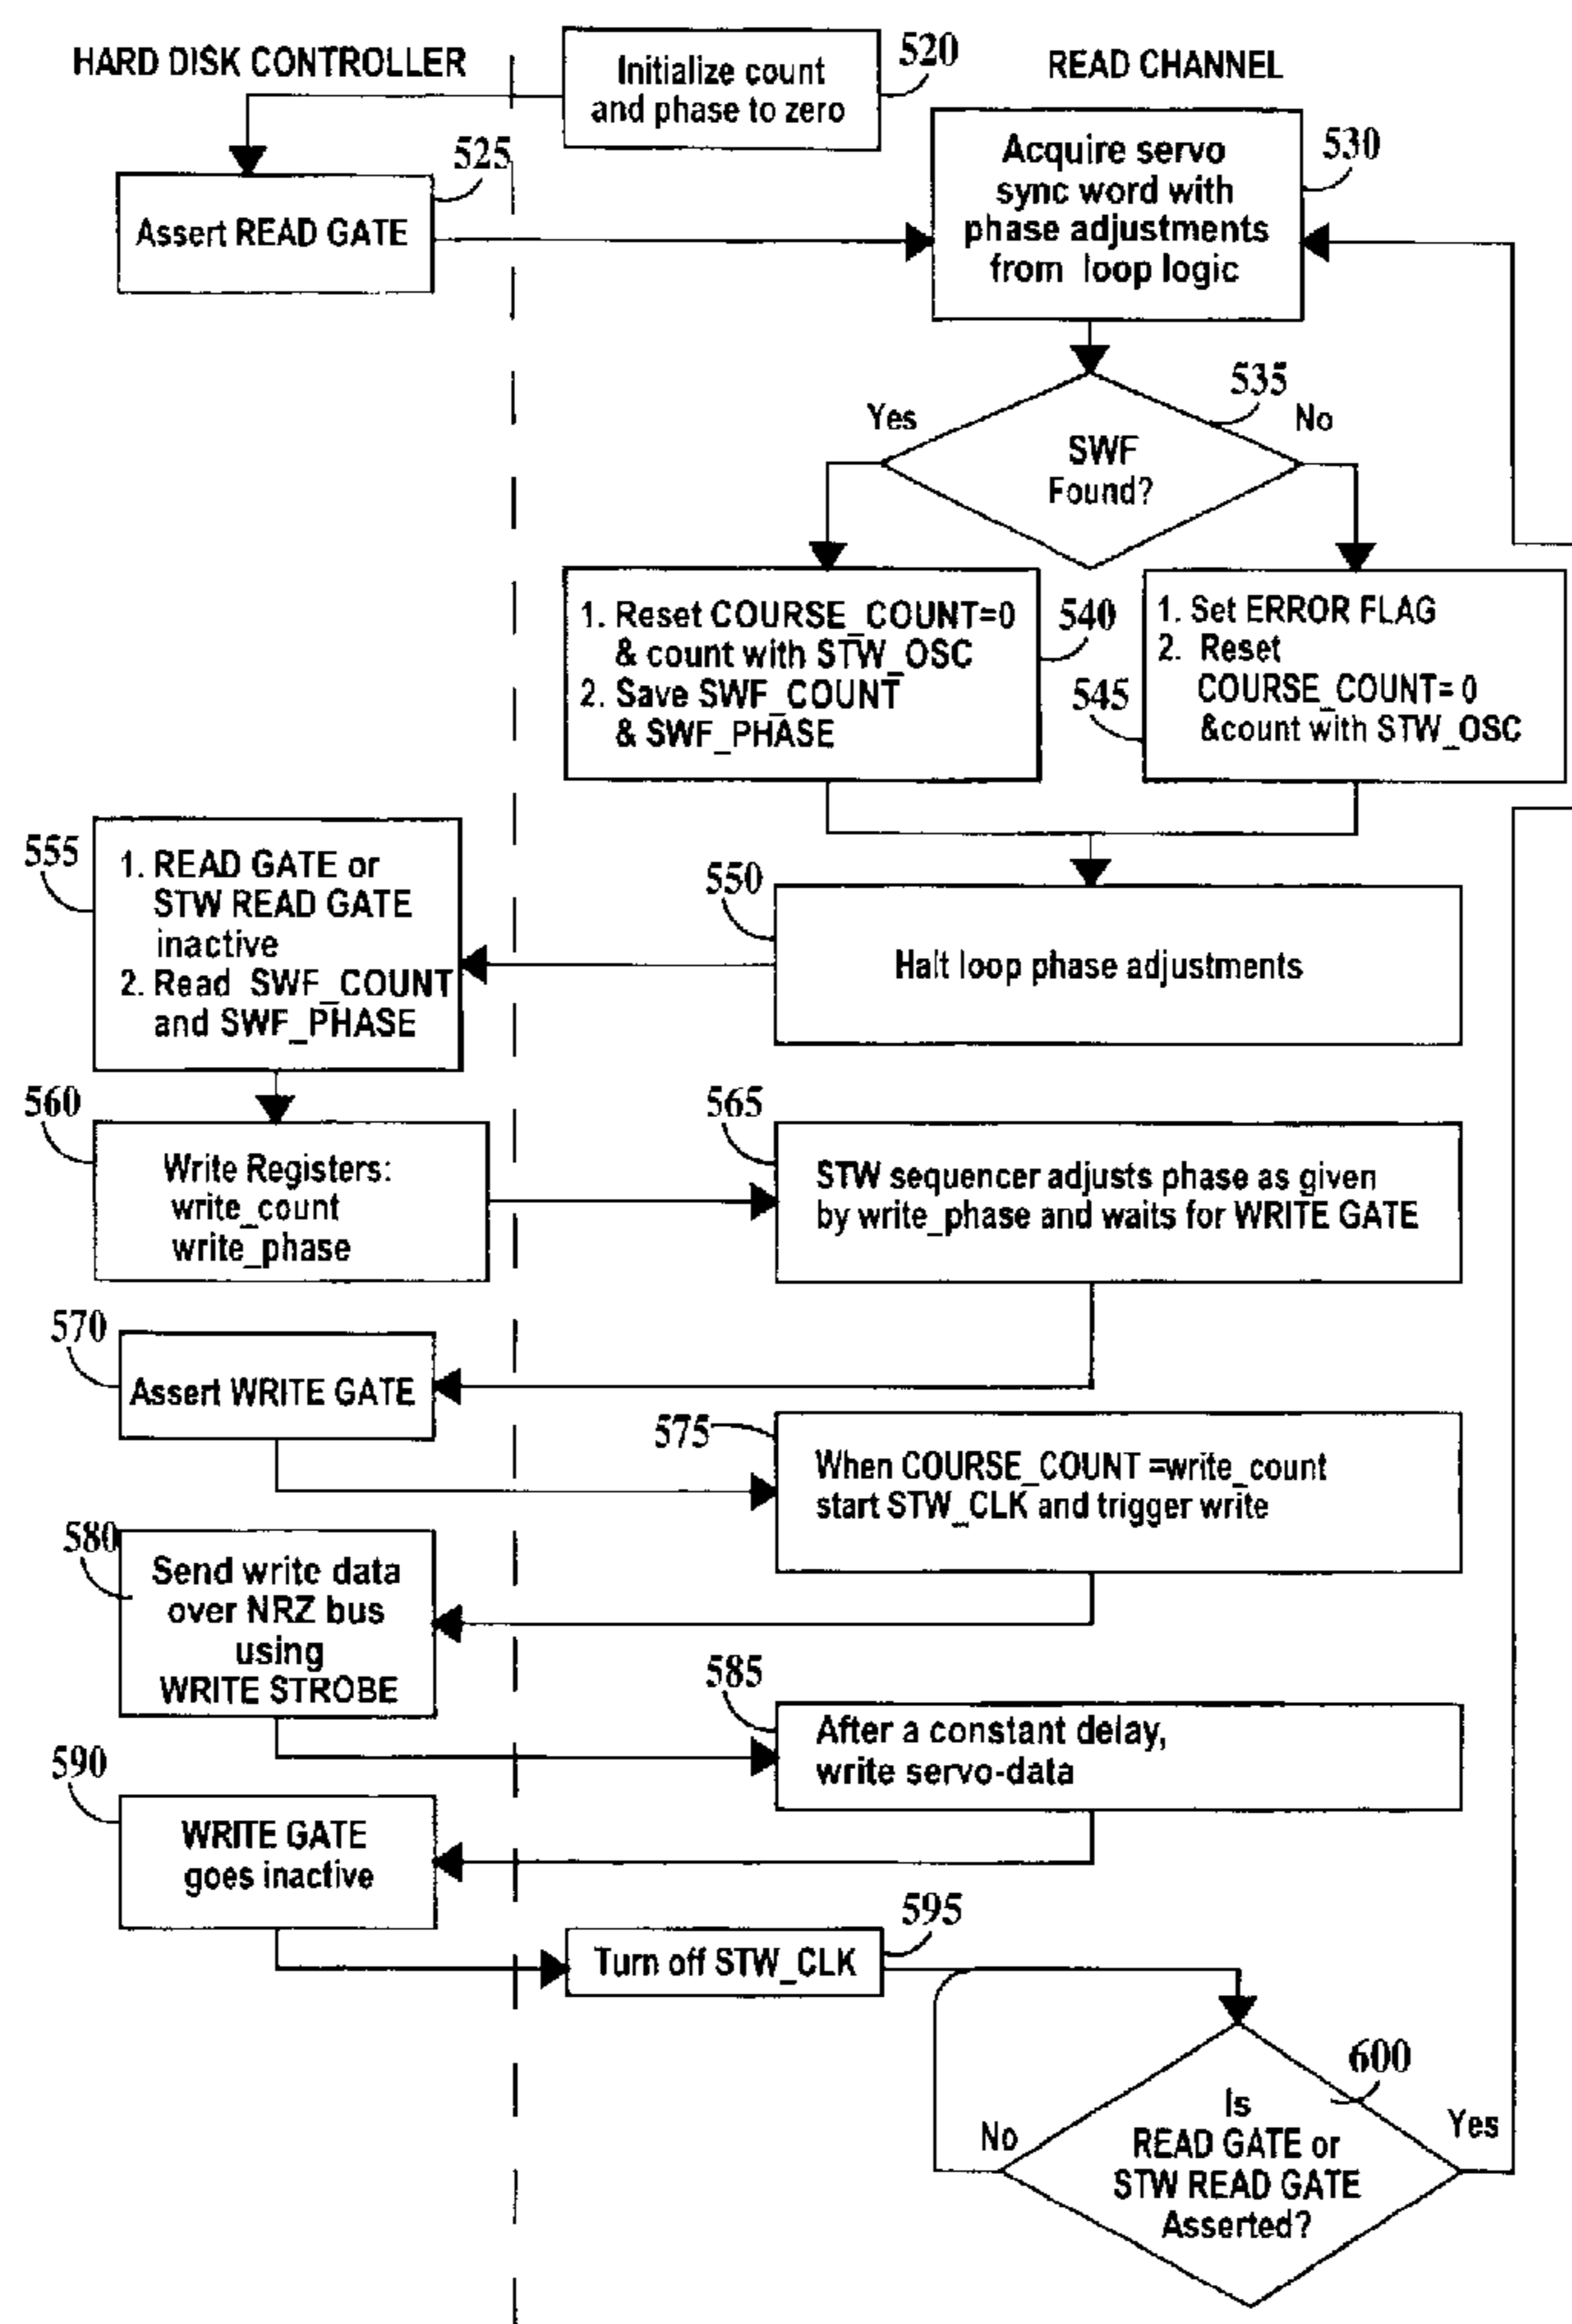 HARD DISK CONTROLLER
Initialize count
and phase to zero
520
READ CHANNEL
525
Assert READ GATE
Acquire servo
sync word with
phase adjustments
from loop logic
530
535
Yes
No
SWF
Found?
1. Reset COURSE_COUNT=0
& count with STW_OSC
2. Save SWF_COUNT
& SWF_PHASE
540
1. Set ERROR FLAG
2. Reset
COURSE_COUNT= 0
&count with STW_OSC
545
555
1. READ GATE or
STW READ GATE
inactive
2. Read SWF_COUNT
and SWF_PHASE
550
Halt loop phase adjustments
560
Write Registers:
write_count
write_phase
565
STW sequencer adjusts phase as given
by write_phase and waits for WRITE GATE
570
Assert WRITE GATE
575
When COURSE_COUNT =write_count
start STW_CLK and trigger write
580
Send write data
over NRZ bus
using
WRITE STROBE
585
After a constant delay,
write servo-data
590
WRITE GATE
goes inactive
595
Turn off STW_CLK
600
Is
READ GATE or
STW READ GATE
Asserted?
No
Yes